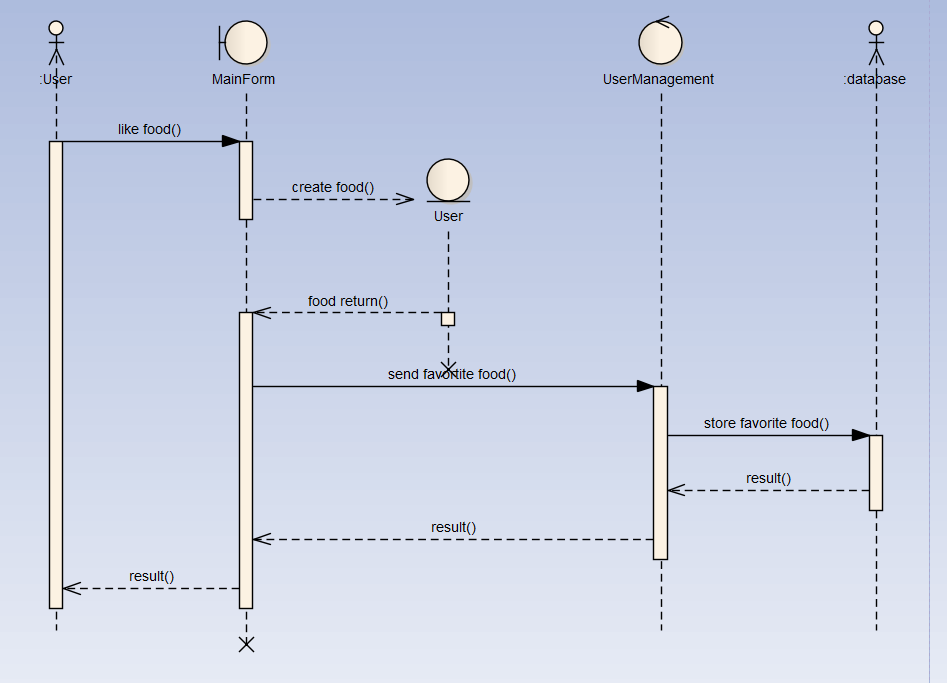 :User
MainForm
UserManagement
:database
like food()
create food()
User
food return()
send favortite food()
store favorite food()
result()
result()
result()